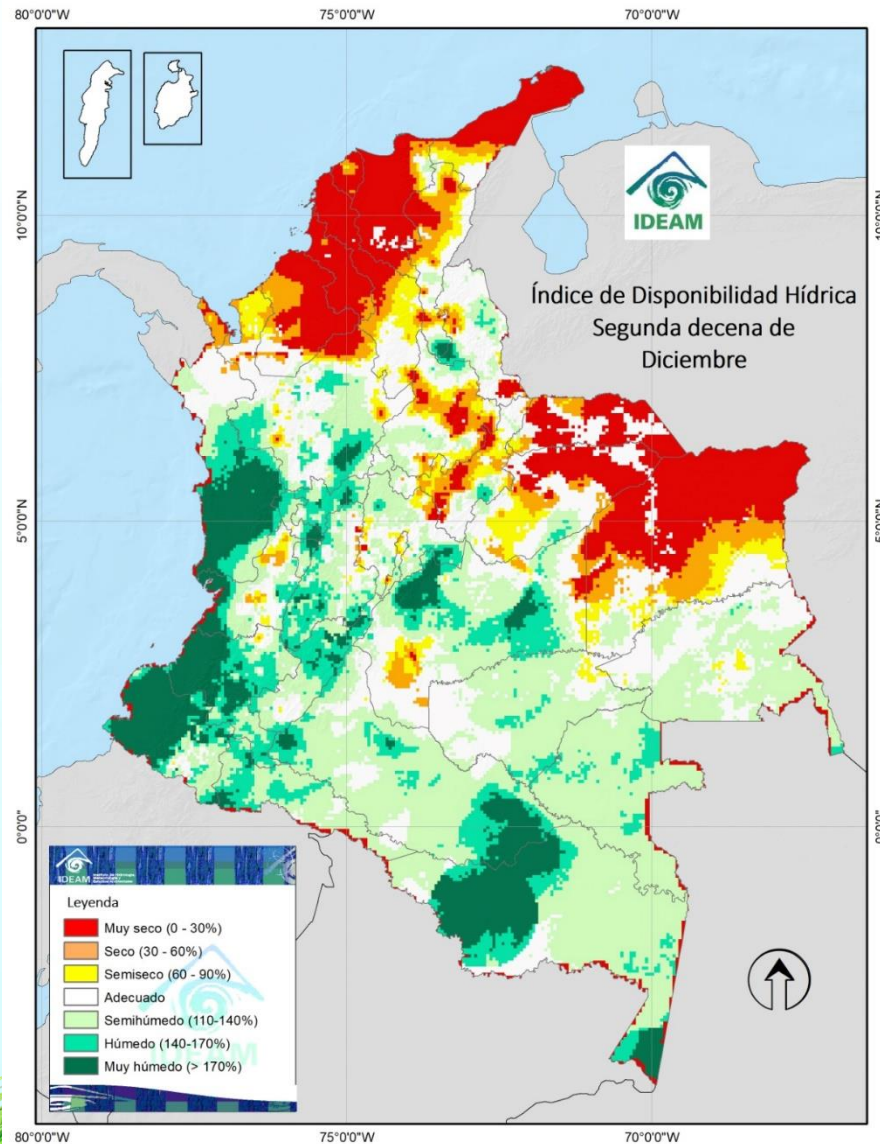 80°0'0"W 75°0'0"W 70°0'0"W
10°N
IDEAM
Índice de Disponibilidad Hídrica
Segunda decena de
Diciembre
5°0'0"N
0°0'0"
IDEAM
Leyenda
Muy seco (0 - 30%)
Seco (30 - 60%)
Semiseco (60 - 90%)
Adecuado
Semihúmedo (110-140%)
Húmedo (140-170%)
Muy húmedo (> 170%)
IDEAM
80°0'0"W 75°0'0"W 70°0'0"W